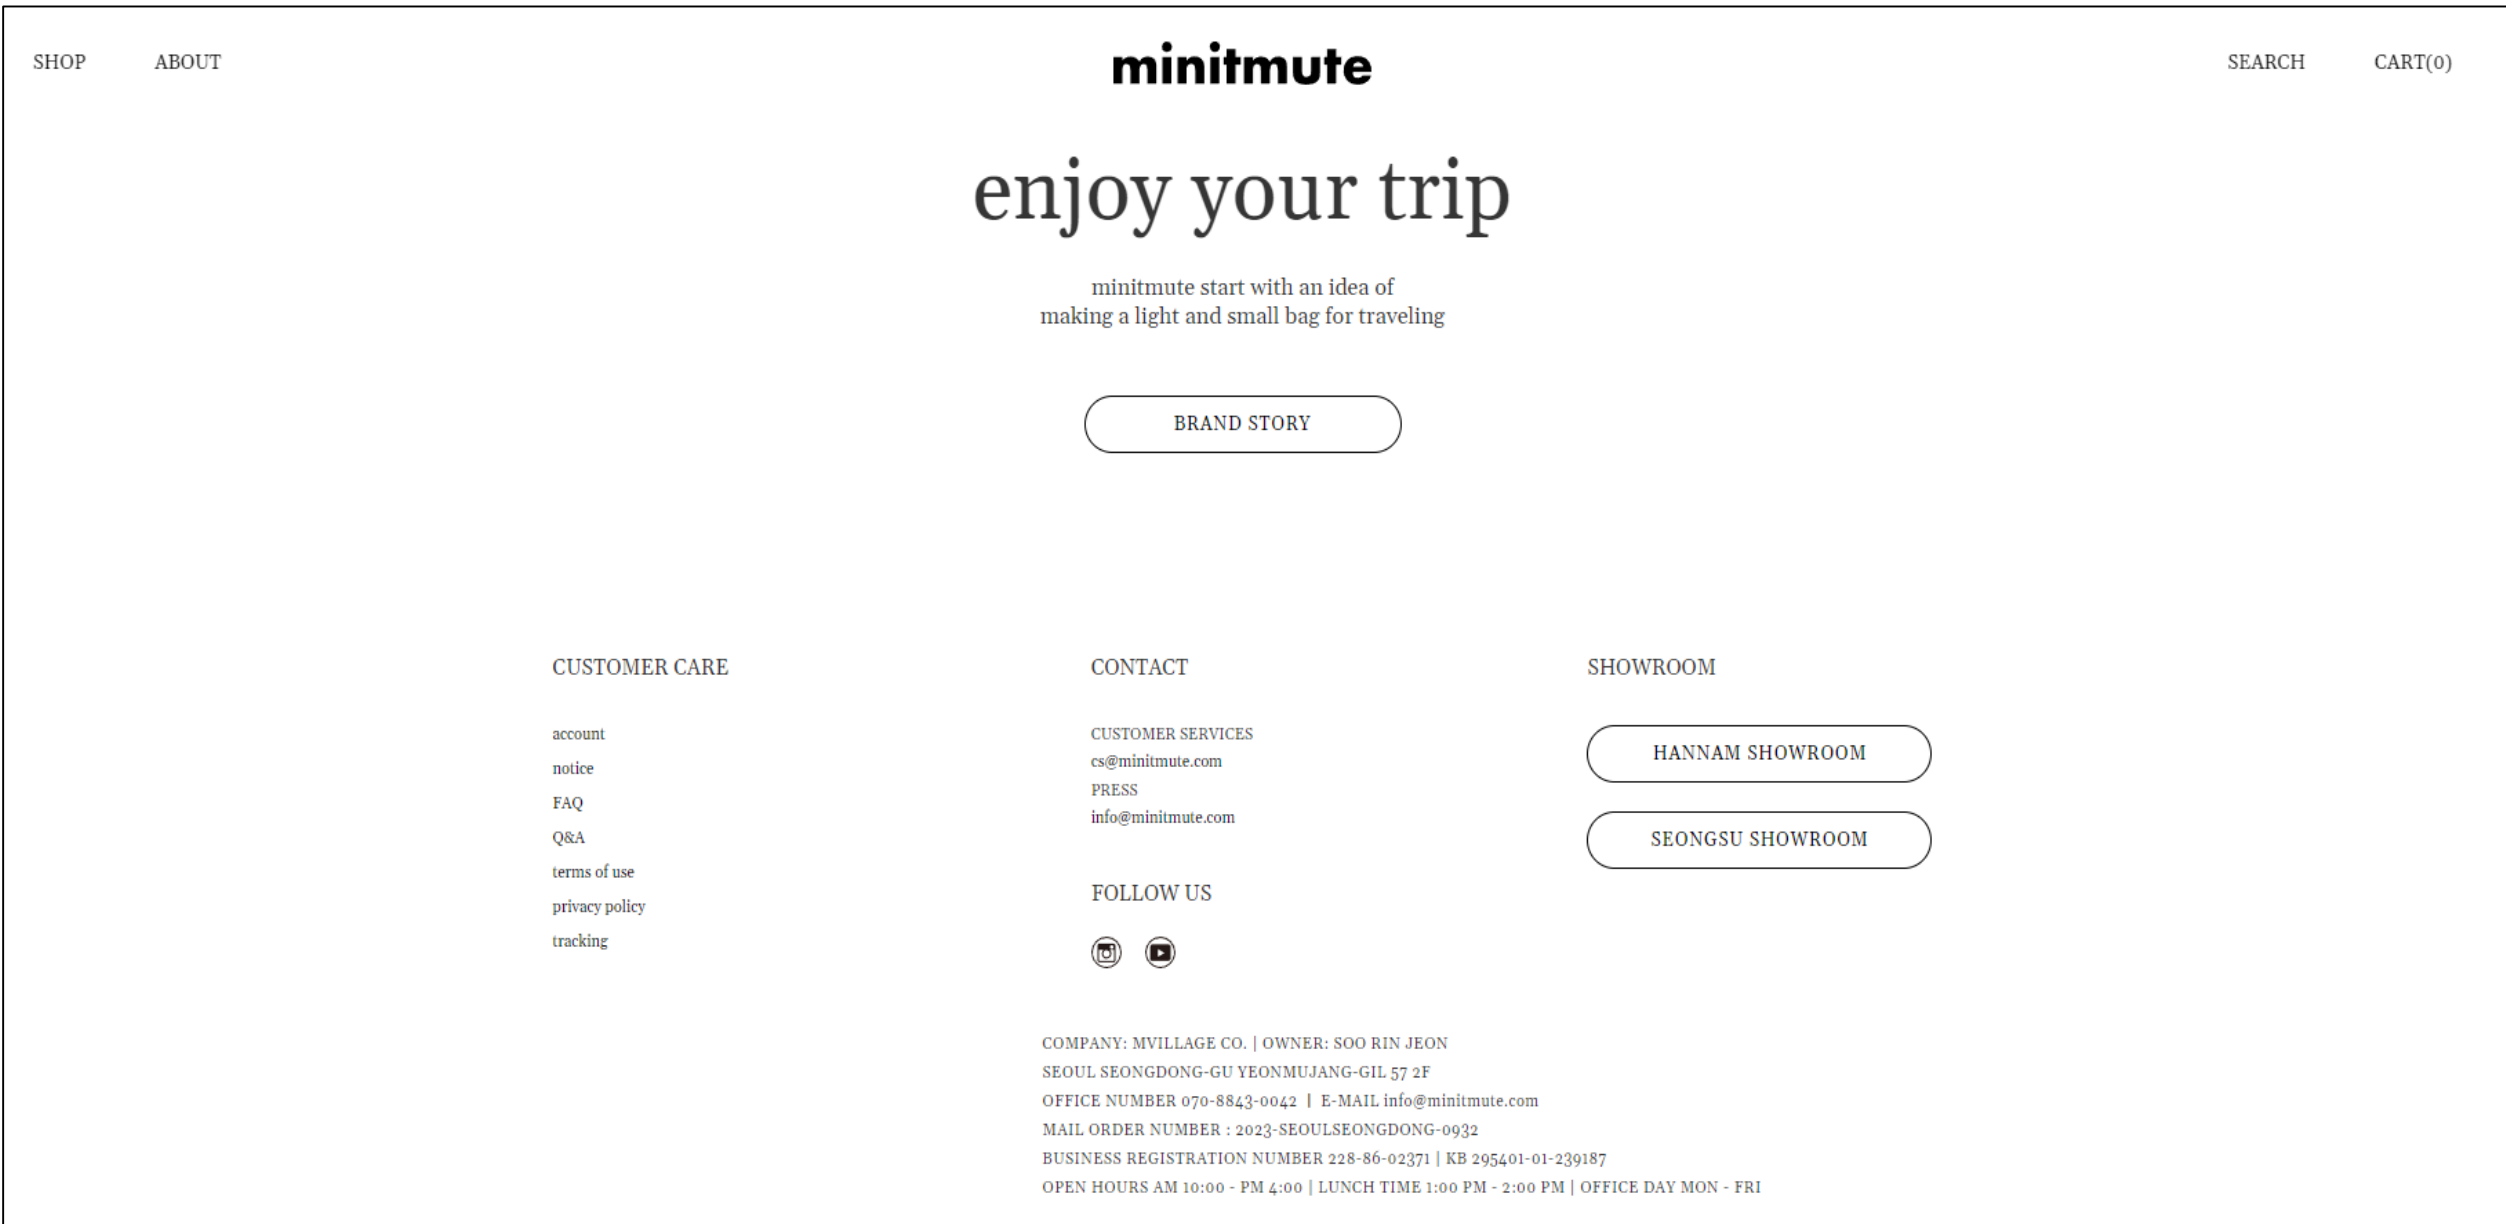 SHOP
ABOUT
minitmute
SEARCH
CART(0)
enjoy your trip
minitmute start with an idea of
making a light and small bag for traveling
BRAND STORY
CUSTOMER CARE
account
notice
FAQ
Q&A
terms of use
privacy policy
tracking
CONTACT
CUSTOMER SERVICES
cs@minitmute.com
PRESS
info@minitmute.com
FOLLOW US
SHOWROOM
HANNAM SHOWROOM
SEONGSU SHOWROOM
COMPANY: MVILLAGE CO. | OWNER: SOO RIN JEON
SEOUL SEONGDONG-GU YEONMUJANG-GIL 57 2F
OFFICE NUMBER 070-8843-0042 | E-MAIL info@minitmute.com
MAIL ORDER NUMBER : 2023-SEOULSEONGDONG-0932
BUSINESS REGISTRATION NUMBER 228-86-02371 | KB 295401-01-239187
OPEN HOURS AM 10:00 - PM 4:00 | LUNCH TIME 1:00 PM - 2:00 PM | OFFICE DAY MON - FRI